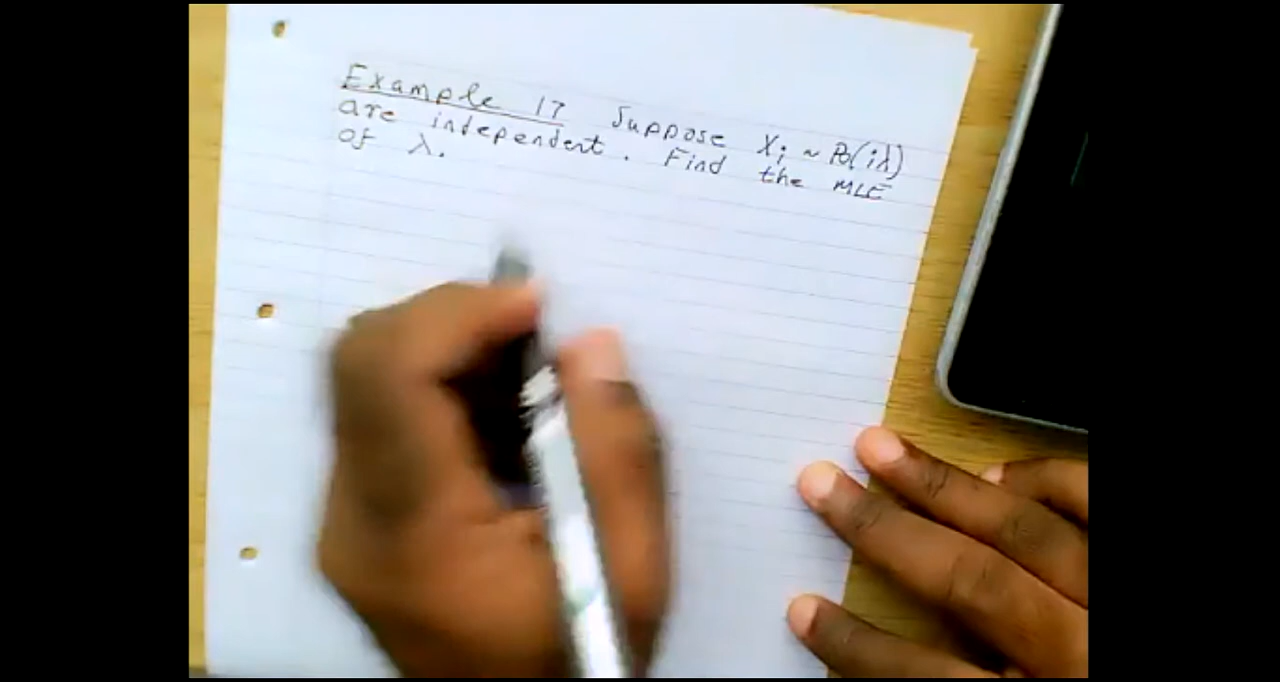 Example 17 Suppose Xi ~ Po(iλ)
are independent. Find the MLE
of λ.